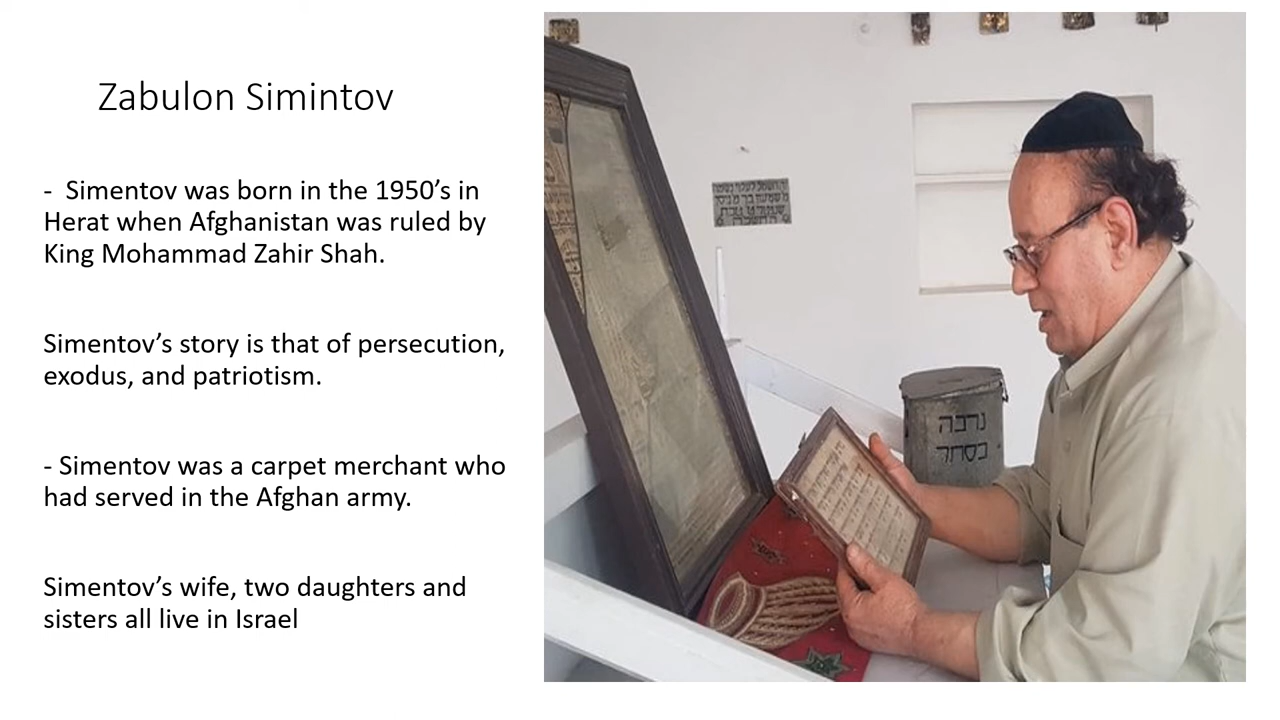 Zabulon Simintov
- Simentov was born in the 1950’s in
Herat when Afghanistan was ruled by
King Mohammad Zahir Shah.
Simentov’s story is that of persecution,
exodus, and patriotism.
- Simentov was a carpet merchant who
had served in the Afghan army.
Simentov’s wife, two daughters and
sisters all live in Israel
נדבה
בסתר